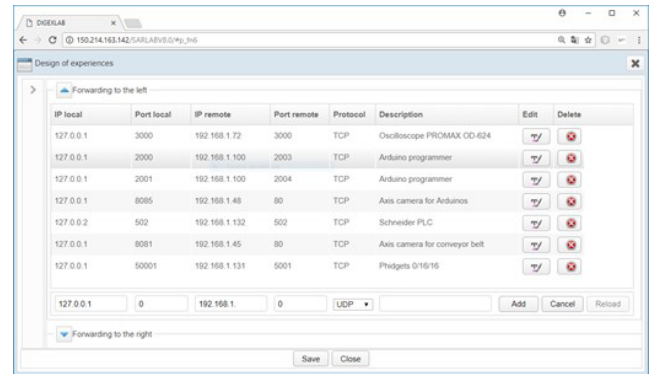 DIGEXLAB
150.214.163.142/SARLABV8.0/#p_fn6
Design of experiences
Forwarding to the left
IP local Port local IP remote Port remote Protocol Description Edit Delete
127.0.0.1 3000 192.168.1.72 3000 TCP Oscilloscope PROMAX OD-624
127.0.0.1 2000 192.168.1.100 2003 TCP Arduino programmer
127.0.0.1 2001 192.168.1.100 2004 TCP Arduino programmer
127.0.0.1 8085 192.168.1.48 80 TCP Axis camera for Arduinos
127.0.0.2 502 192.168.1.132 502 TCP Schneider PLC
127.0.0.1 8081 192.168.1.45 80 TCP Axis camera for conveyor belt
127.0.0.1 50001 192.168.1.131 5001 TCP Phidgets 0/16/16
127.0.0.1 0 192.168.1. 0 UDP Add Cancel Reload
Forwarding to the right
Save Close